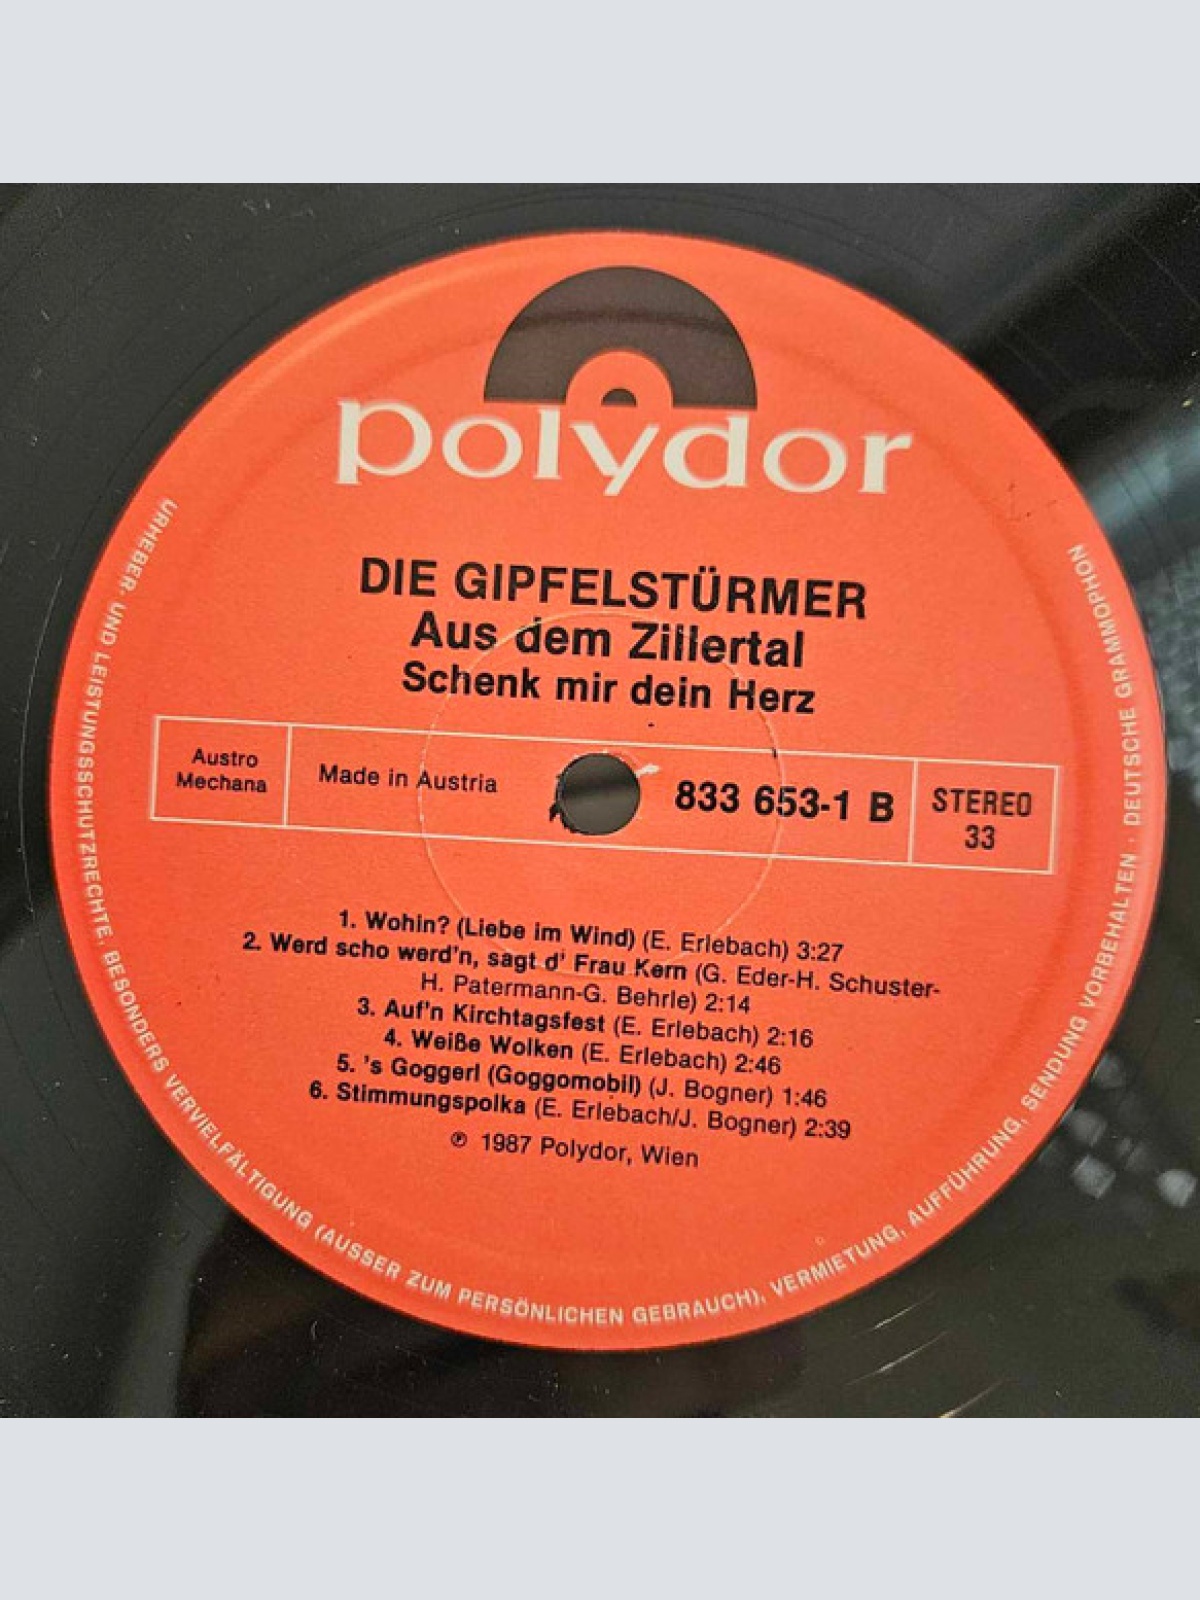 polydor
DIE GIPFELSTÜRMER
Aus dem Zillertal
Schenk mir dein Herz
Austro
Mechana
Made in Austria
833 653-1 B
STEREO
33
1. Wohin? (Liebe im Wind) (E. Erlebach) 3:27
2. Werd scho werd'n, sagt d' Frau Kern (G. Eder-H. Schuster-
H. Patermann-G. Behrle) 2:14
3. Auf'n Kirchtagsfest (E. Erlebach) 2:16
4. Weiße Wolken (E. Erlebach) 2:46
5. 's Goggerl (Goggomobil) (J. Bogner) 1:46
6. Stimmungspolka (E. Erlebach/J. Bogner) 2:39
℗ 1987 Polydor, Wien
URHEBER- UND LEISTUNGSSCHUTZRECHTE, BESONDERS VERVIELFÄLTIGUNG (AUSSER ZUM PERSÖNLICHEN GEBRAUCH), VERMIETUNG, AUFFÜHRUNG, SENDUNG VORBEHALTEN · DEUTSCHE GRAMMOPHON